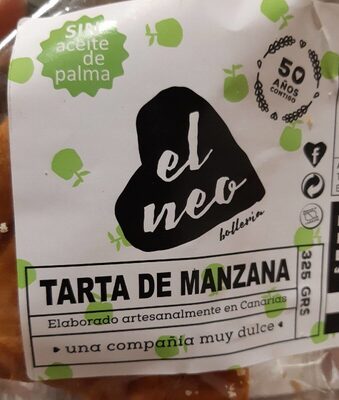 SIN
aceite
de
palma
50
AÑOS
CONTIGO
el
neo
bollería
f
325 GRS
TARTA DE MANZANA
Elaborado artesanalmente en Canarias
una compañía muy dulce